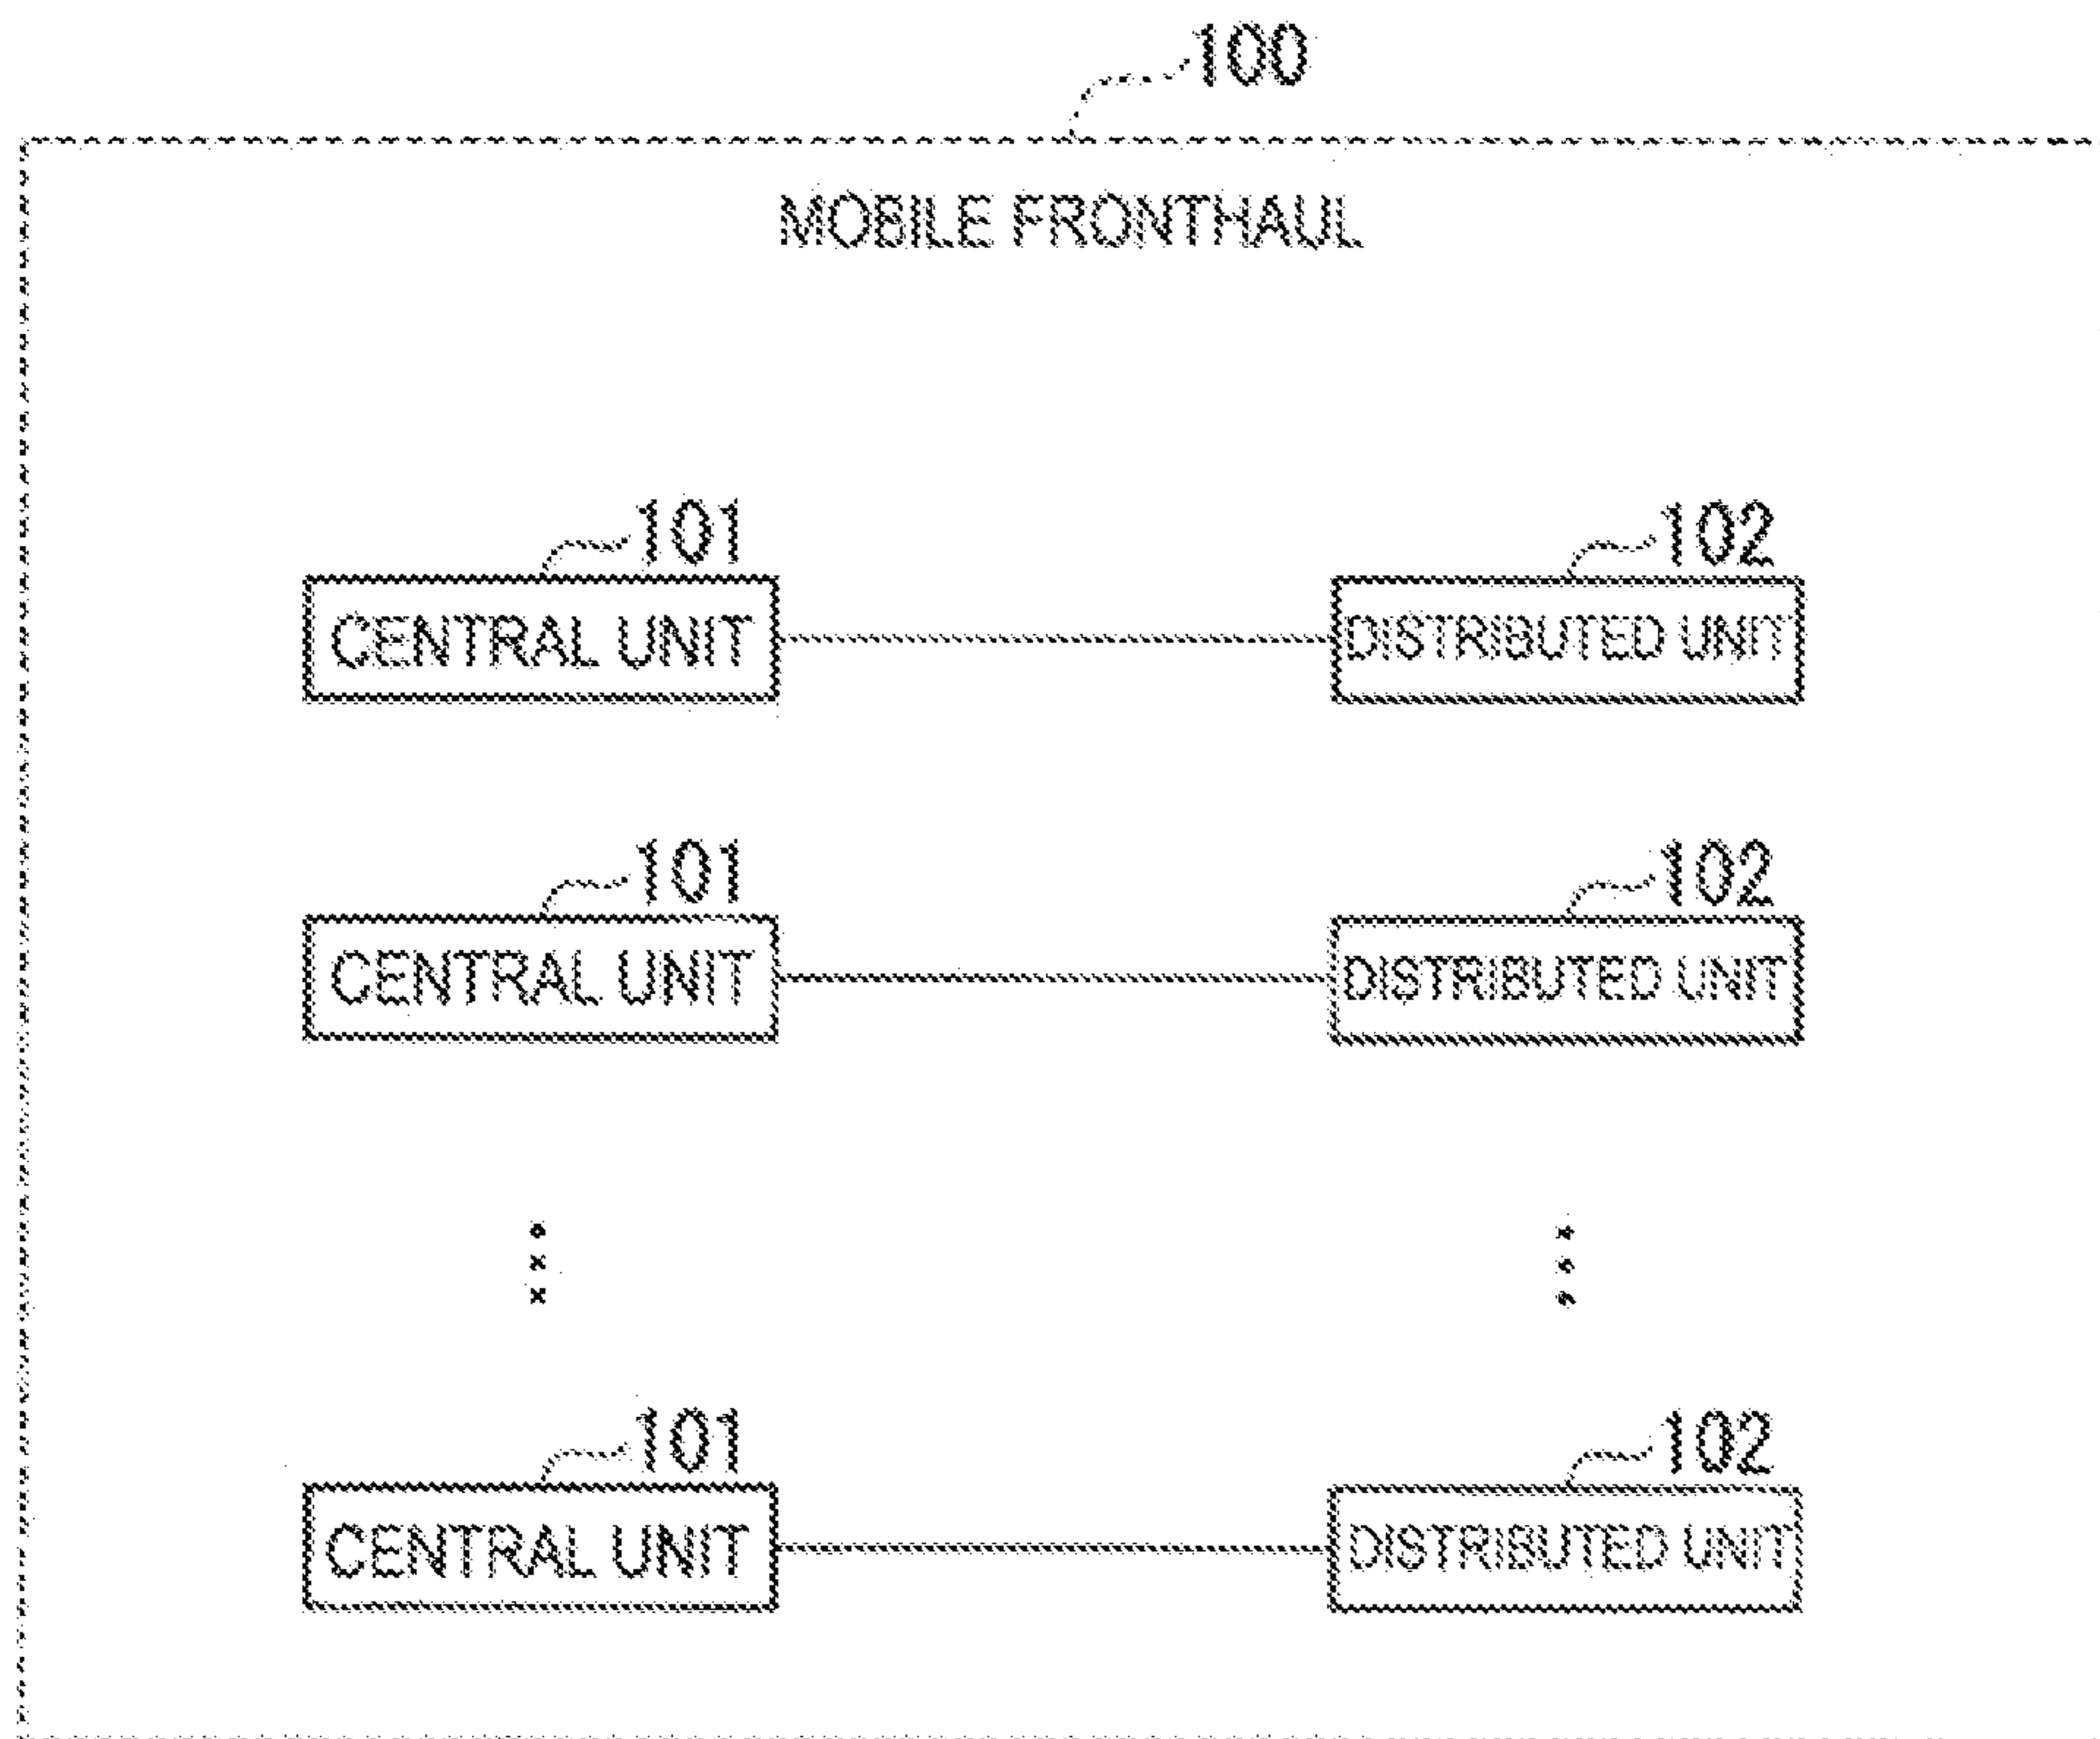 100
MOBILE FRONTHAUL
101 102
CENTRAL UNIT DISTRIBUTED UNIT
101 102
CENTRAL UNIT DISTRIBUTED UNIT
101 102
CENTRAL UNIT DISTRIBUTED UNIT